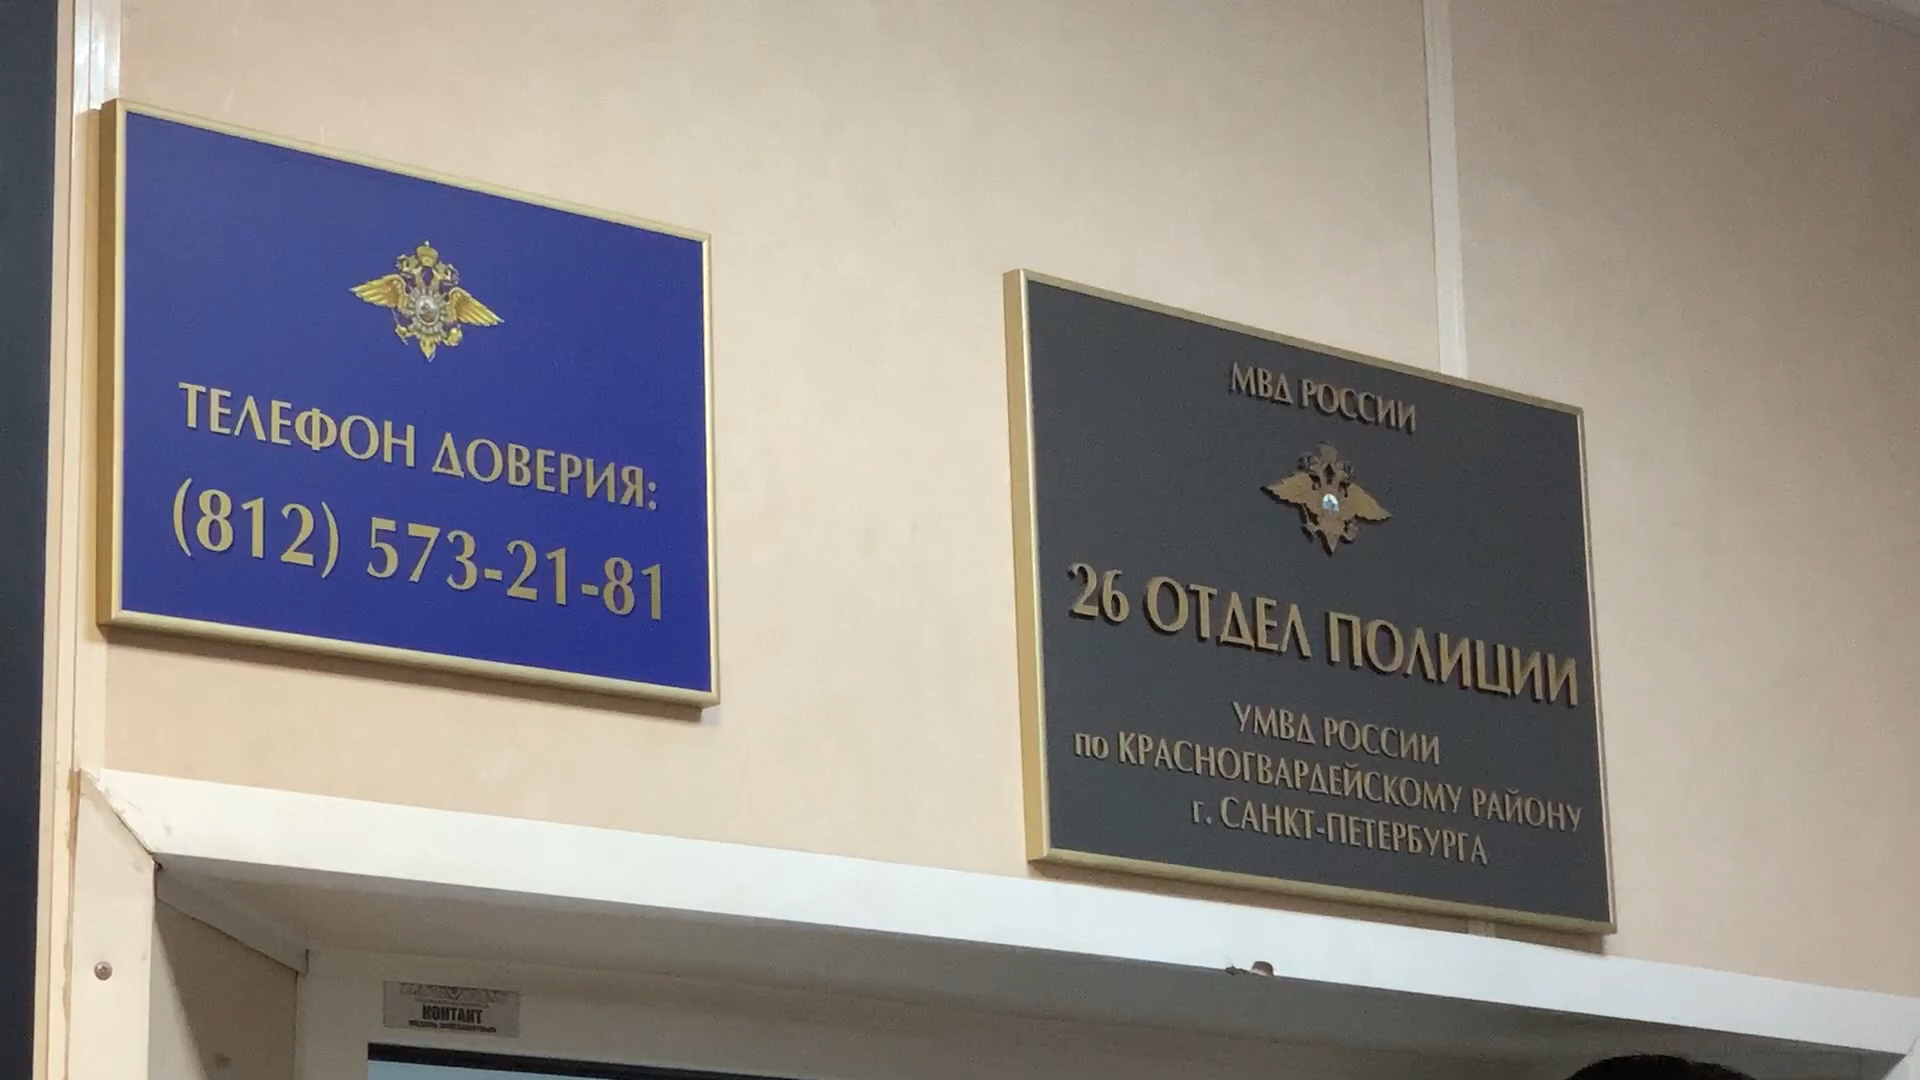 ТЕЛЕФОН ДОВЕРИЯ:
(812) 573-21-81
МВД РОССИИ
26 ОТДЕЛ ПОЛИЦИИ
УМВД РОССИИ
по КРАСНОГВАРДЕЙСКОМУ РАЙОНУ
г. САНКТ-ПЕТЕРБУРГА
КОНТАКТ